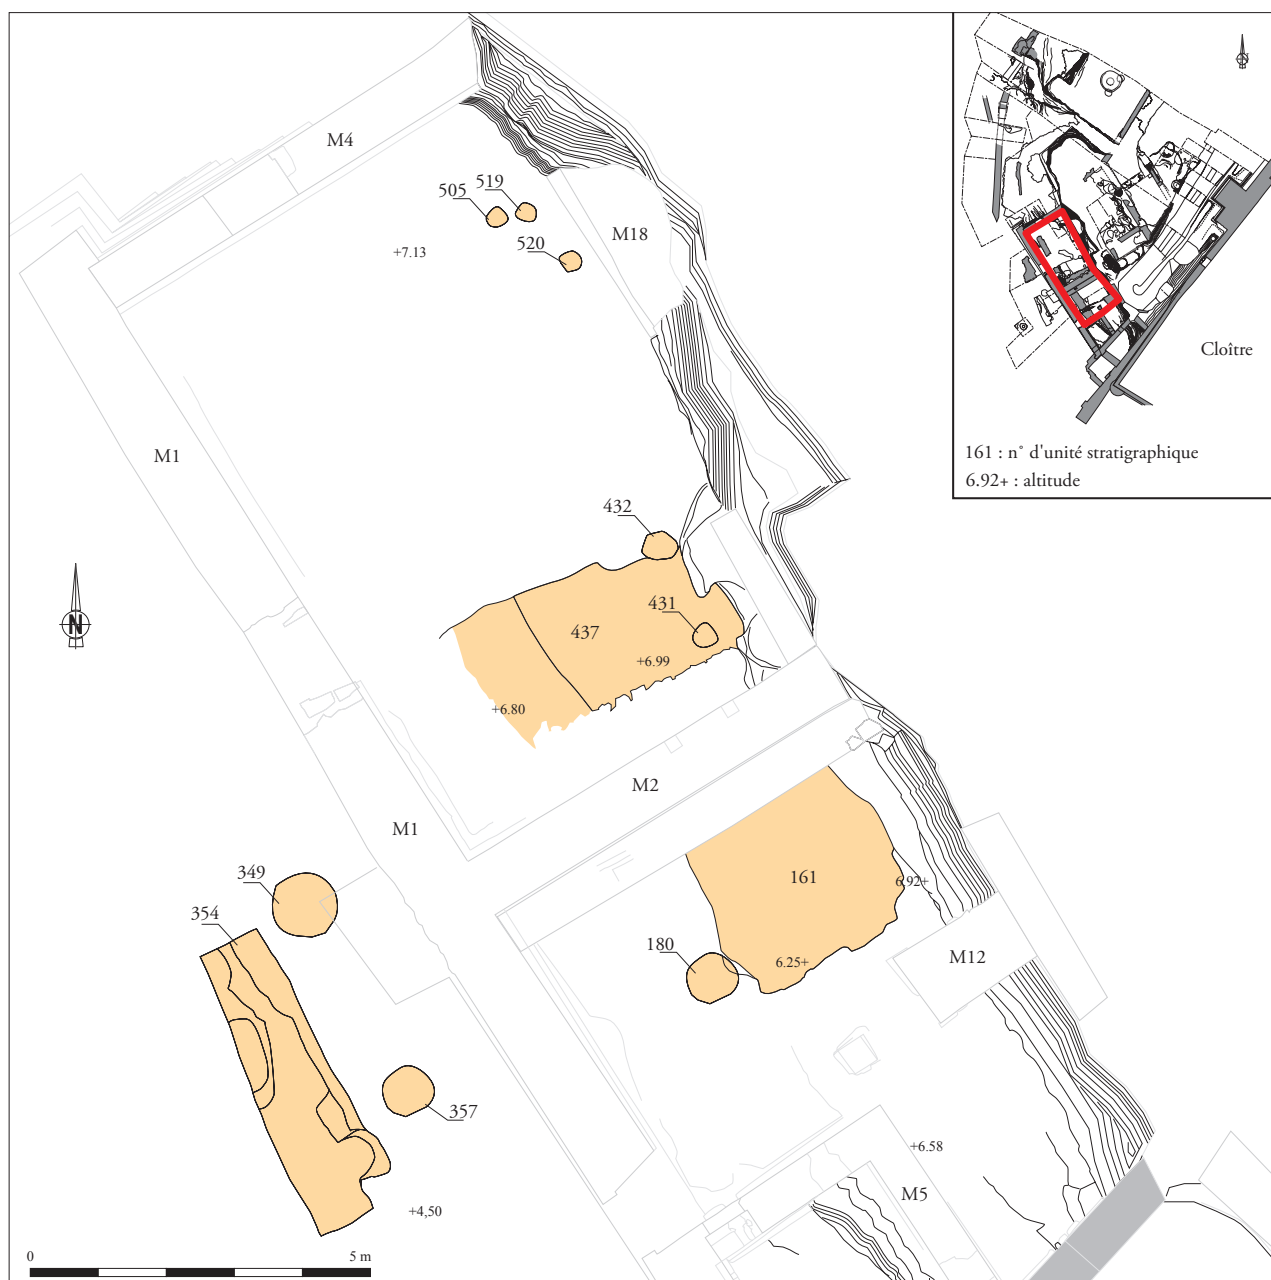 M4
505
519
520
M18
+7.13
M1
432
431
437
+6.99
+6.80
N
M2
M1
349
354
161
6.92+
180
6.25+
M12
357
+6.58
M5
+4,50
0
5 m
Cloître
161 : n° d'unité stratigraphique
6.92+ : altitude